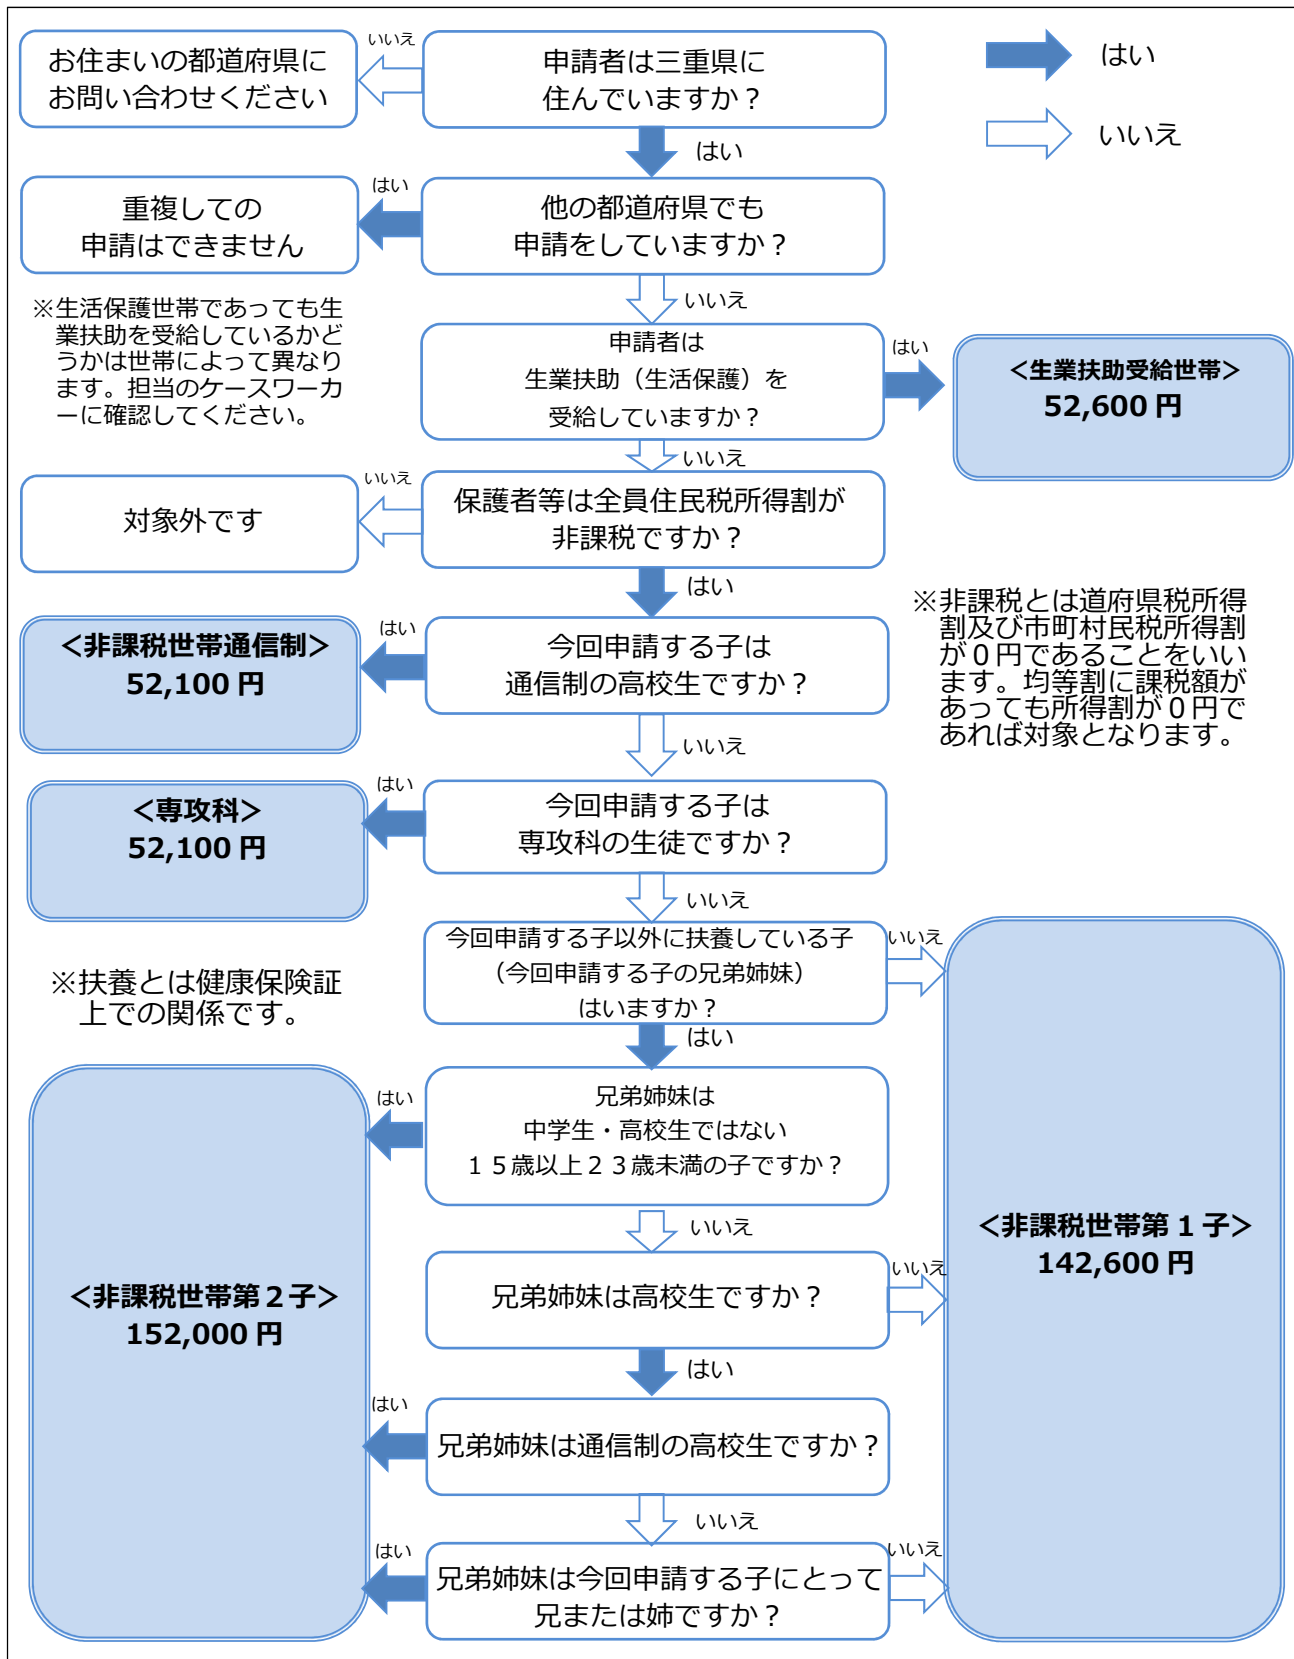 お住まいの都道府県に
お問い合わせください
いいえ
申請者は三重県に
住んでいますか？
はい
いいえ
はい
重複しての
申請はできません
はい
他の都道府県でも
申請をしていますか？
いいえ
※生活保護世帯であっても生
業扶助を受給しているかど
うかは世帯によって異なり
ます。担当のケースワーカ
ーに確認してください。
申請者は
生業扶助（生活保護）を
受給していますか？
はい
＜生業扶助受給世帯＞
52,600 円
いいえ
対象外です
いいえ
保護者等は全員住民税所得割が
非課税ですか？
はい
※非課税とは道府県税所得
割及び市町村民税所得割
が０円であることをいい
ます。均等割に課税額が
あっても所得割が０円で
あれば対象となります。
＜非課税世帯通信制＞
52,100 円
はい
今回申請する子は
通信制の高校生ですか？
いいえ
＜専攻科＞
52,100 円
はい
今回申請する子は
専攻科の生徒ですか？
いいえ
今回申請する子以外に扶養している子
（今回申請する子の兄弟姉妹）
はいますか？
いいえ
※扶養とは健康保険証
上での関係です。
はい
はい
兄弟姉妹は
中学生・高校生ではない
１５歳以上２３歳未満の子ですか？
いいえ
＜非課税世帯第１子＞
142,600 円
＜非課税世帯第２子＞
152,000 円
兄弟姉妹は高校生ですか？
いいえ
はい
はい
兄弟姉妹は通信制の高校生ですか？
いいえ
はい
兄弟姉妹は今回申請する子にとって
兄または姉ですか？
いいえ